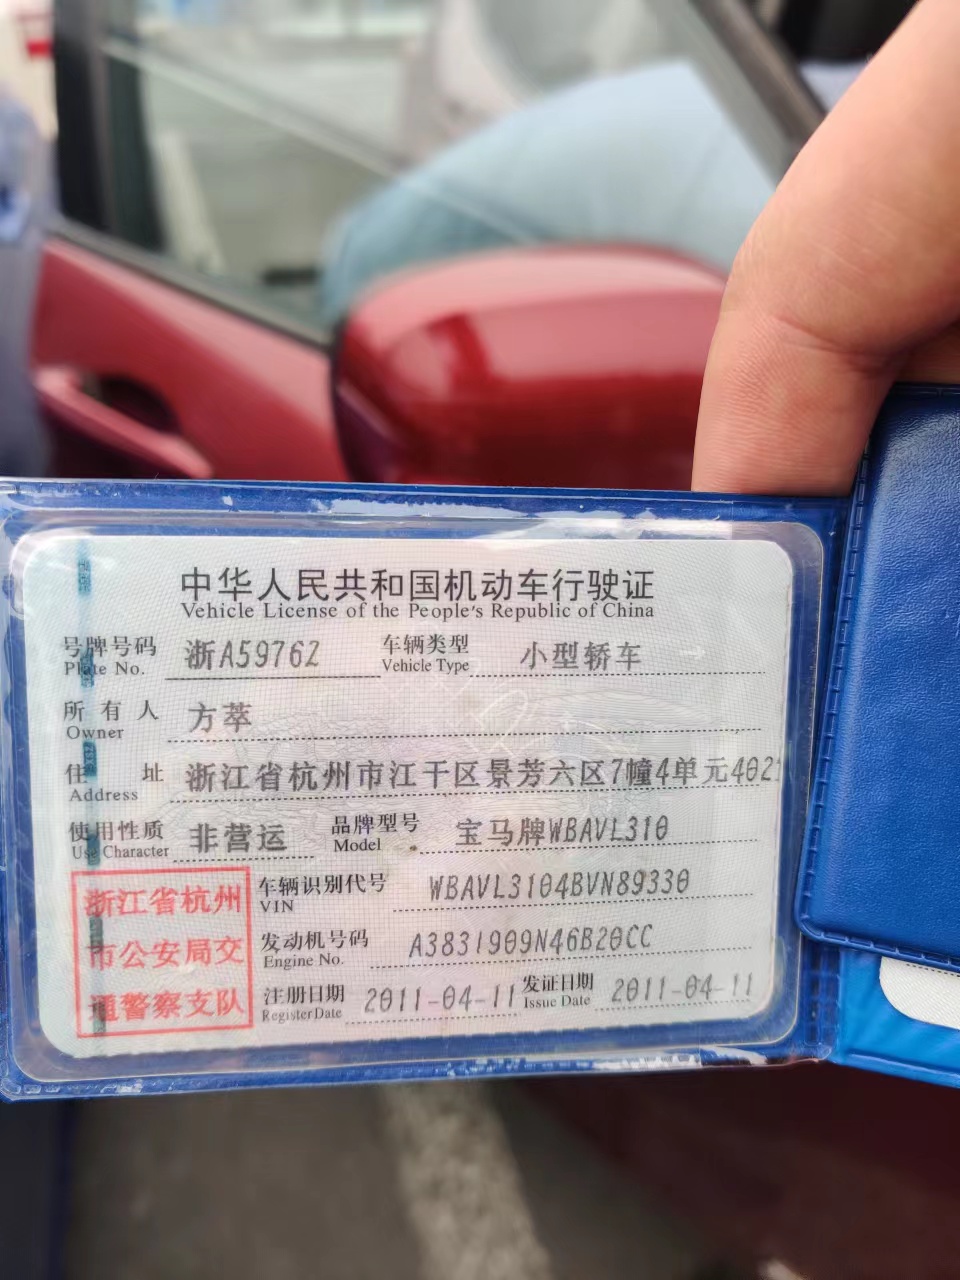 中华人民共和国机动车行驶证
Vehicle License of the People's Republic of China
号牌号码 浙A5976Z 车辆类型 小型轿车
Plate No. Vehicle Type
所有人 方萃
Owner
住址 浙江省杭州市江干区景芳六区7幢4单元402
Address
使用性质 非营运 品牌型号 宝马牌WBAVL310
Use Character Model
车辆识别代号 WBAVL3104BVN89330
VIN
发动机号码 A3831909N46B20CC
Engine No.
注册日期 2011-04-11 发证日期 2011-04-11
Register Date Issue Date
浙江省杭州
市公安局交
通警察支队